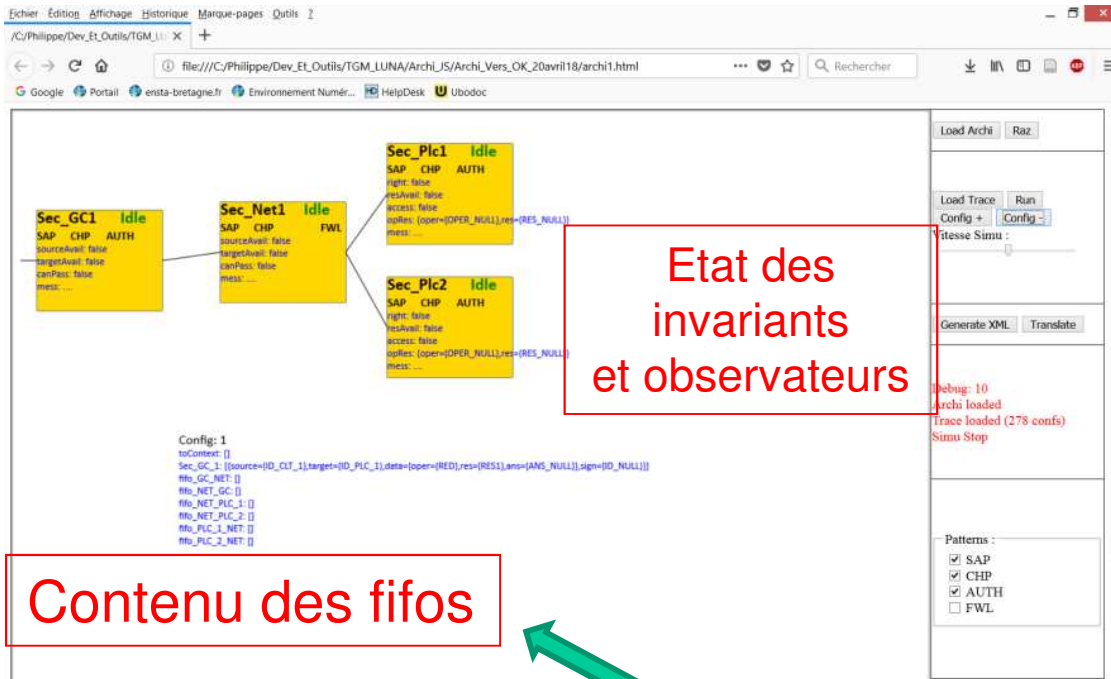 Fichier Édition Affichage Historique Marque-pages Outils ?
/C:/Philippe/Dev_Et_Outils/TGM_LU × +
file:///C:/Philippe/Dev_Et_Outils/TGM_LUNA/Archi_JS/Archi_Vers_OK_20avril18/archi1.html ... Rechercher
Google Portail ensta-bretagne.fr Environnement Numér... HelpDesk Ubodoc
Load Archi Raz
Sec_Plc1 Idle
SAP CHP AUTH
right: false
resAvail: false
access: false
opRes: {oper={OPER_NULL},res={RES_NULL}}
mess: ....
Sec_Net1 Idle
SAP CHP FWL
sourceAvail: false
targetAvail: false
canPass: false
mess: ....
Sec_GC1 Idle
SAP CHP AUTH
sourceAvail: false
targetAvail: false
canPass: false
mess: ....
Sec_Plc2 Idle
SAP CHP AUTH
right: false
resAvail: false
access: false
opRes: {oper={OPER_NULL},res={RES_NULL}}
mess: ....
Load Trace Run
Config + Config -
Vitesse Simu :
Etat des
invariants
et observateurs
Generate XML Translate
Debug: 10
Archi loaded
Trace loaded (278 confs)
Simu Stop
Config: 1
toContext: []
Sec_GC_1: [{source={ID_CLT_1},target={ID_PLC_1},data={oper={RED},res={RES1},ans={ANS_NULL}},sign={ID_NULL}}]
fifo_GC_NET: []
fifo_NET_GC: []
fifo_NET_PLC_1: []
fifo_NET_PLC_2: []
fifo_PLC_1_NET: []
fifo_PLC_2_NET: []
Contenu des fifos
Patterns :
SAP
CHP
AUTH
FWL